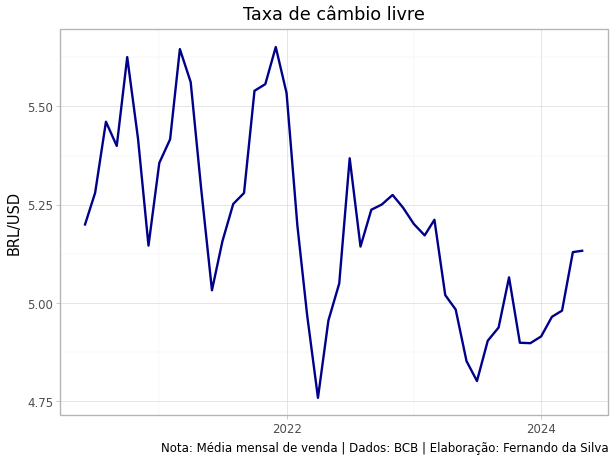 Taxa de câmbio livre
BRL/USD
5.50
5.25
5.00
4.75
2022
2024
Nota: Média mensal de venda | Dados: BCB | Elaboração: Fernando da Silva